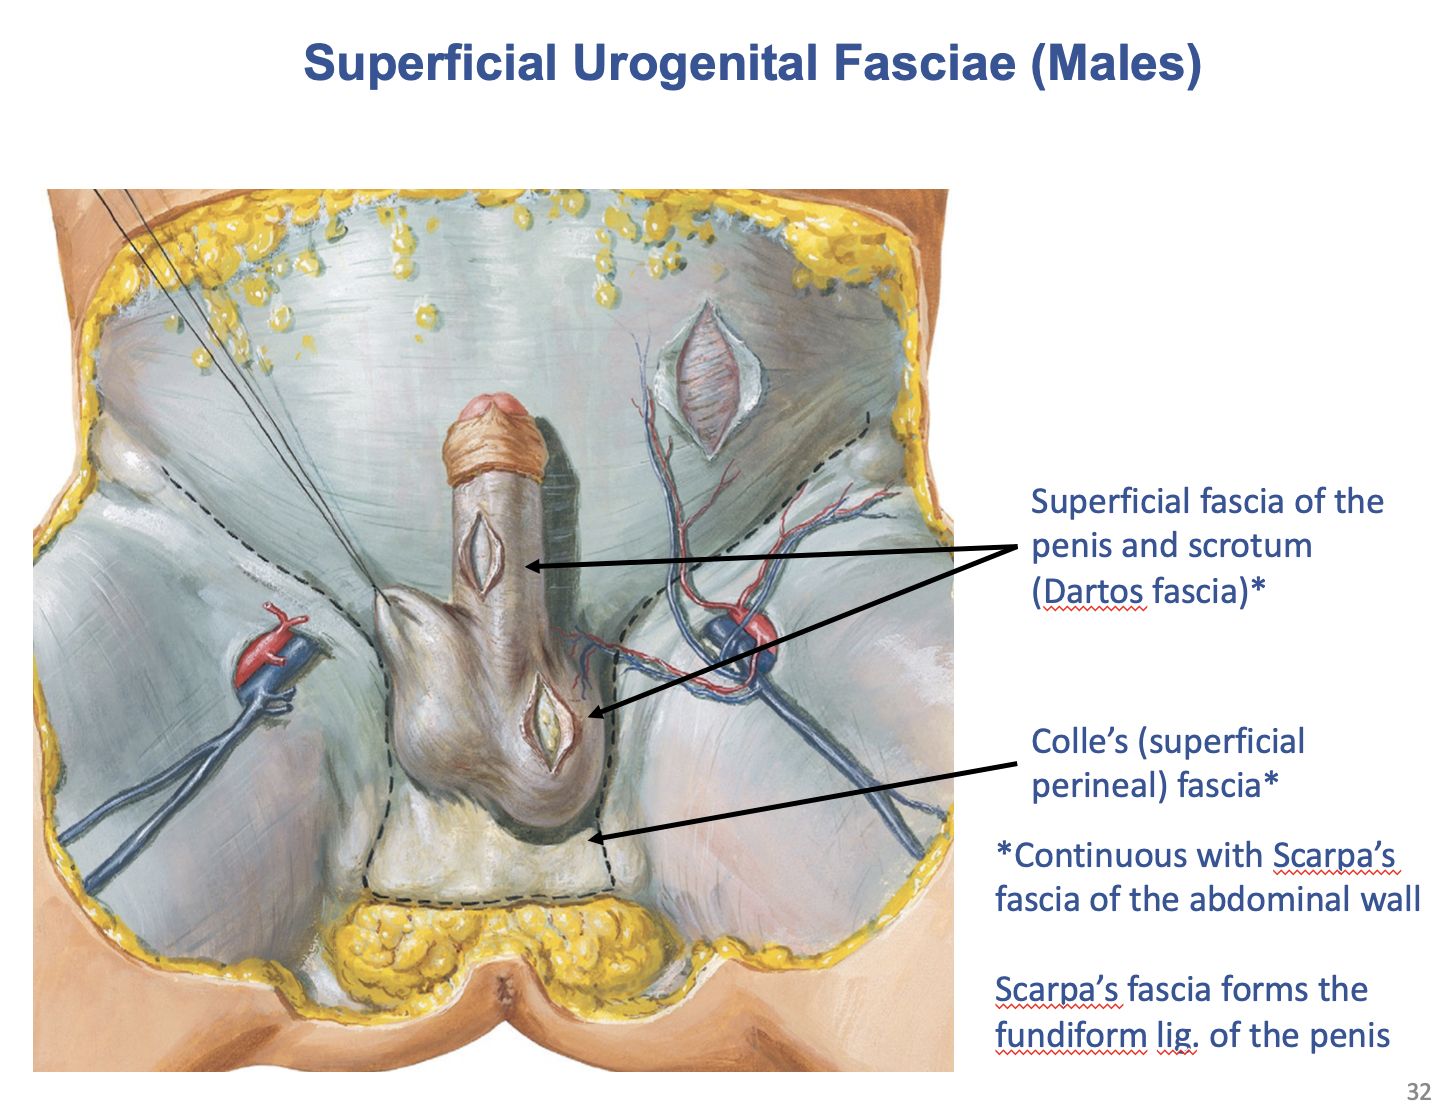 Superficial Urogenital Fasciae (Males)
Superficial fascia of the
penis and scrotum
(Dartos fascia)*
Colle’s (superficial
perineal) fascia*
*Continuous with Scarpa’s
fascia of the abdominal wall
Scarpa’s fascia forms the
fundiform lig. of the penis
32